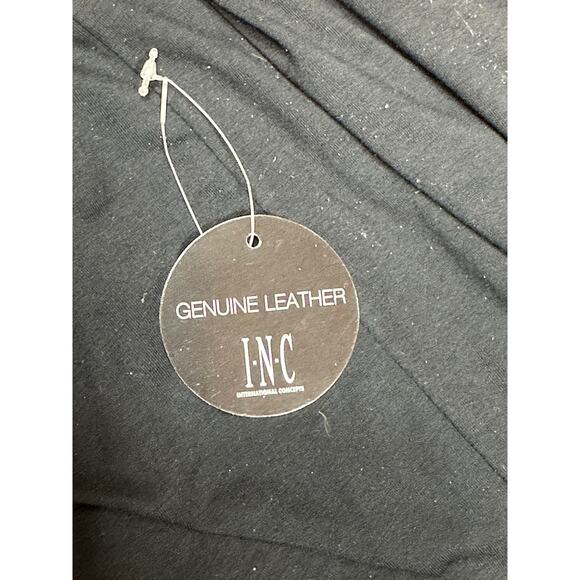 GENUINE LEATHER
I·N·C
INTERNATIONAL CONCEPTS